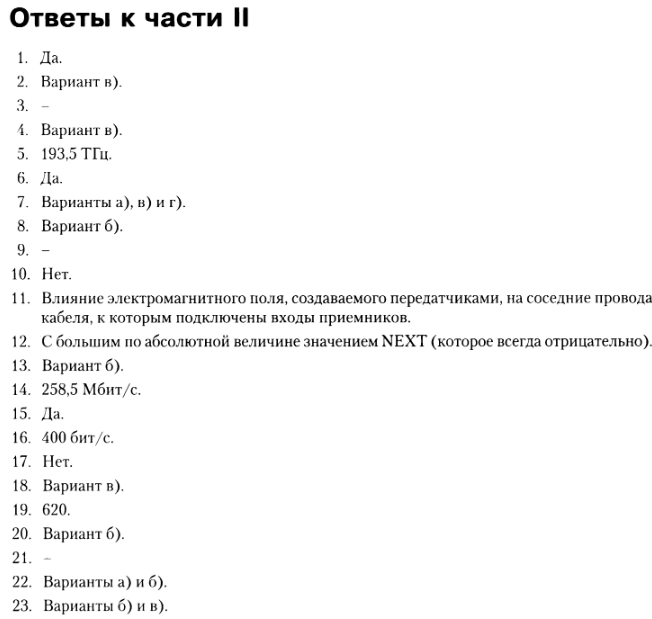 Ответы к части II
1. Да.
2. Вариант в).
3. –
4. Вариант в).
5. 193,5 ТГц.
6. Да.
7. Варианты а), в) и г).
8. Вариант б).
9. –
10. Нет.
11. Влияние электромагнитного поля, создаваемого передатчиками, на соседние провода
кабеля, к которым подключены входы приемников.
12. С большим по абсолютной величине значением NEXT (которое всегда отрицательно).
13. Вариант б).
14. 258,5 Мбит/с.
15. Да.
16. 400 бит/с.
17. Нет.
18. Вариант в).
19. 620.
20. Вариант б).
21. –
22. Варианты а) и б).
23. Варианты б) и в).